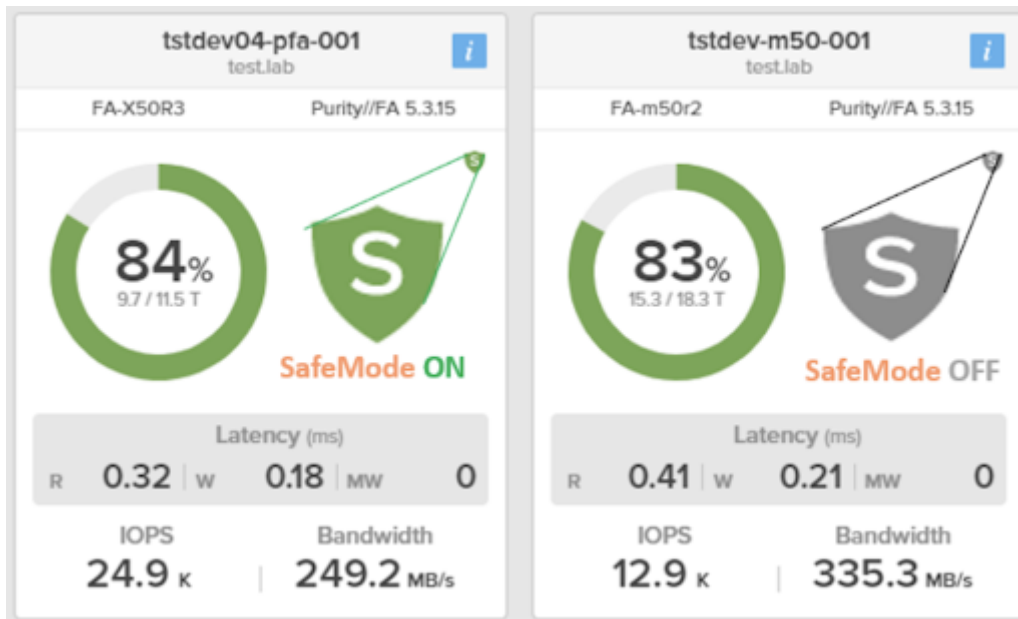 tstdev04-pfa-001
test.lab
i
FA-X50R3 Purity//FA 5.3.15
84%
9.7 / 11.5 T
S
S
SafeMode ON
Latency (ms)
R 0.32 W 0.18 MW 0
IOPS Bandwidth
24.9 K 249.2 MB/s
tstdev-m50-001
test.lab
i
FA-m50r2 Purity//FA 5.3.15
83%
15.3 / 18.3 T
S
S
SafeMode OFF
Latency (ms)
R 0.41 W 0.21 MW 0
IOPS Bandwidth
12.9 K 335.3 MB/s